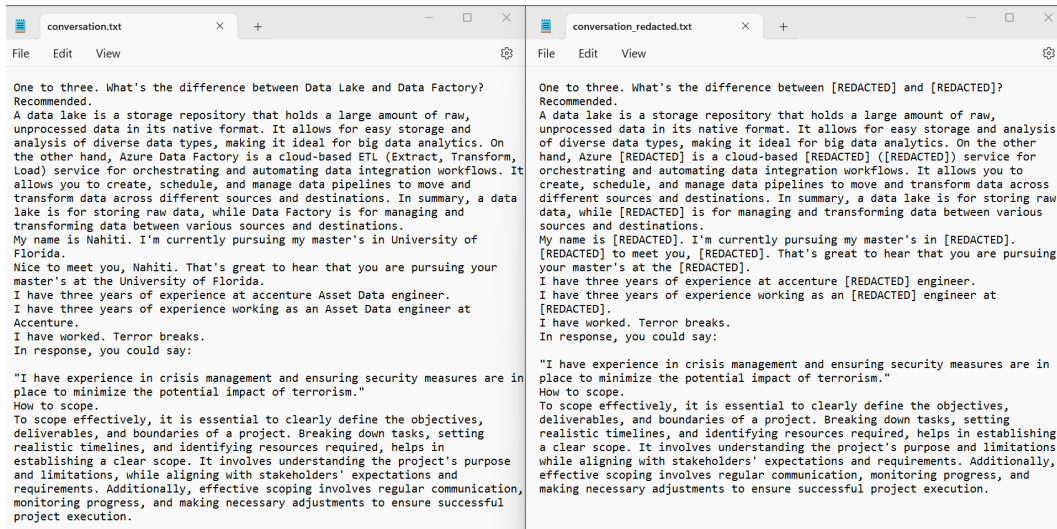 conversation.txt
File Edit View
One to three. What's the difference between Data Lake and Data Factory?
Recommended.
A data lake is a storage repository that holds a large amount of raw,
unprocessed data in its native format. It allows for easy storage and
analysis of diverse data types, making it ideal for big data analytics. On
the other hand, Azure Data Factory is a cloud-based ETL (Extract, Transform,
Load) service for orchestrating and automating data integration workflows. It
allows you to create, schedule, and manage data pipelines to move and
transform data across different sources and destinations. In summary, a data
lake is for storing raw data, while Data Factory is for managing and
transforming data between various sources and destinations.
My name is Nahiti. I'm currently pursuing my master's in University of
Florida.
Nice to meet you, Nahiti. That's great to hear that you are pursuing your
master's at the University of Florida.
I have three years of experience at accenture Asset Data engineer.
I have three years of experience working as an Asset Data engineer at
Accenture.
I have worked. Terror breaks.
In response, you could say:
"I have experience in crisis management and ensuring security measures are in
place to minimize the potential impact of terrorism."
How to scope.
To scope effectively, it is essential to clearly define the objectives,
deliverables, and boundaries of a project. Breaking down tasks, setting
realistic timelines, and identifying resources required, helps in
establishing a clear scope. It involves understanding the project's purpose
and limitations, while aligning with stakeholders' expectations and
requirements. Additionally, effective scoping involves regular communication,
monitoring progress, and making necessary adjustments to ensure successful
project execution.
conversation_redacted.txt
File Edit View
One to three. What's the difference between [REDACTED] and [REDACTED]?
Recommended.
A data lake is a storage repository that holds a large amount of raw,
unprocessed data in its native format. It allows for easy storage and analysis
of diverse data types, making it ideal for big data analytics. On the other
hand, Azure [REDACTED] is a cloud-based [REDACTED] ([REDACTED]) service for
orchestrating and automating data integration workflows. It allows you to
create, schedule, and manage data pipelines to move and transform data across
different sources and destinations. In summary, a data lake is for storing raw
data, while [REDACTED] is for managing and transforming data between various
sources and destinations.
My name is [REDACTED]. I'm currently pursuing my master's in [REDACTED].
[REDACTED] to meet you, [REDACTED]. That's great to hear that you are pursuing
your master's at the [REDACTED].
I have three years of experience at accenture [REDACTED] engineer.
I have three years of experience working as an [REDACTED] engineer at
[REDACTED].
I have worked. Terror breaks.
In response, you could say:
"I have experience in crisis management and ensuring security measures are in
place to minimize the potential impact of terrorism."
How to scope.
To scope effectively, it is essential to clearly define the objectives,
deliverables, and boundaries of a project. Breaking down tasks, setting
realistic timelines, and identifying resources required, helps in establishing
a clear scope. It involves understanding the project's purpose and limitations
while aligning with stakeholders' expectations and requirements. Additionally,
effective scoping involves regular communication, monitoring progress, and
making necessary adjustments to ensure successful project execution.